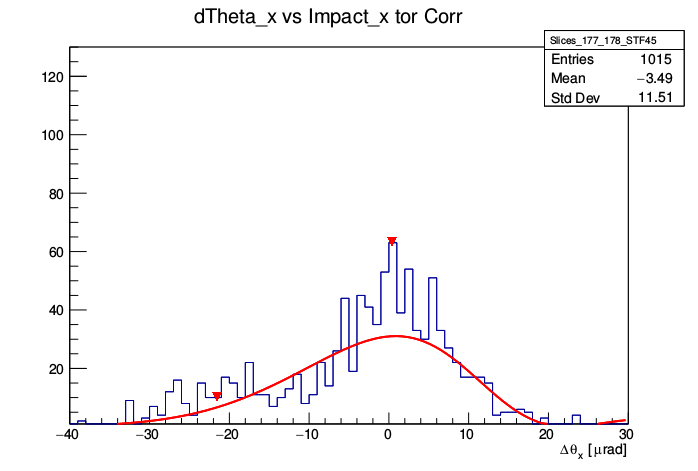 dTheta_x vs Impact_x tor Corr
Slices_177_178_STF45
Entries 1015
Mean −3.49
Std Dev 11.51
120
100
80
60
40
20
−40 −30 −20 −10 0 10 20 30
Δθx [μrad]